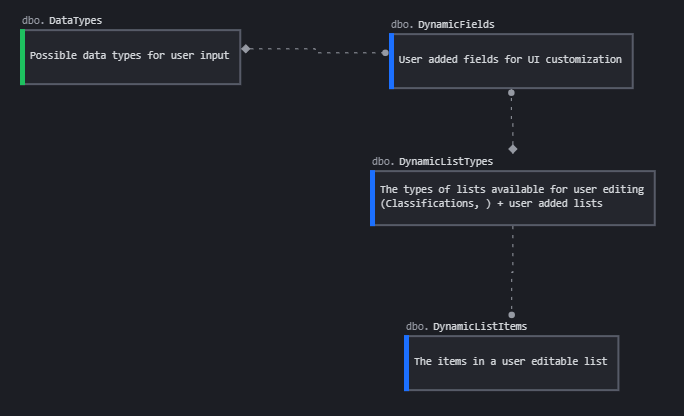 dbo. DataTypes
Possible data types for user input
dbo. DynamicFields
User added fields for UI customization
dbo. DynamicListTypes
The types of lists available for user editing
(Classifications, ) + user added lists
dbo. DynamicListItems
The items in a user editable list